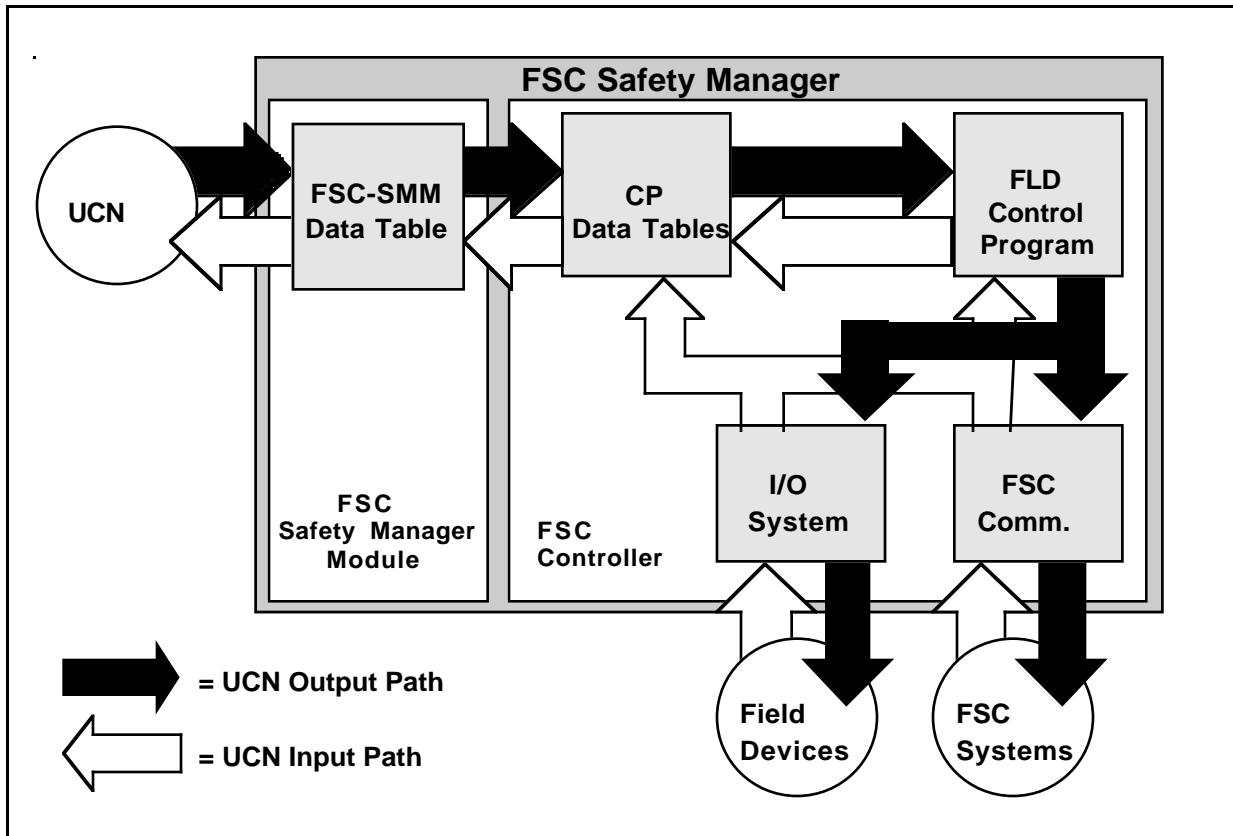 FSC Safety Manager
UCN
FSC-SMM
Data Table
CP
Data Tables
FLD
Control
Program
I/O
System
FSC
Comm.
FSC
Safety Manager
Module
FSC
Controller
= UCN Output Path
= UCN Input Path
Field
Devices
FSC
Systems